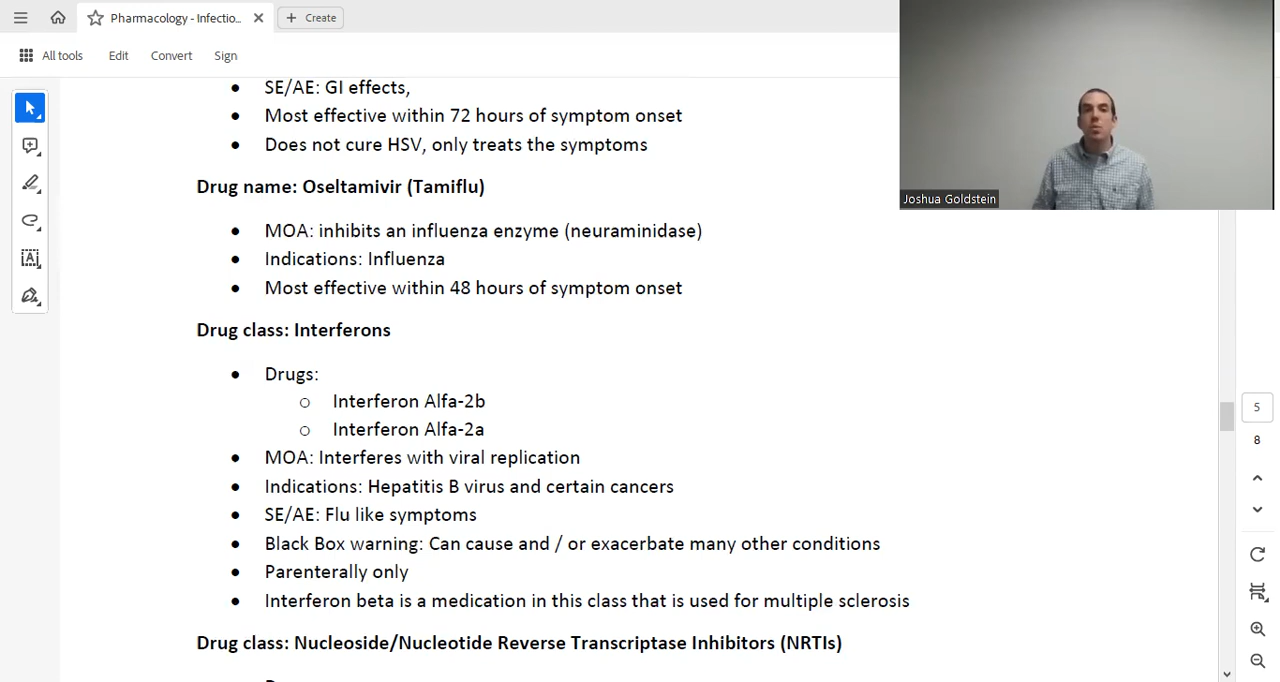 Pharmacology - Infectio...
Create
All tools
Edit
Convert
Sign
• SE/AE: GI effects,
• Most effective within 72 hours of symptom onset
• Does not cure HSV, only treats the symptoms
Drug name: Oseltamivir (Tamiflu)
Joshua Goldstein
• MOA: inhibits an influenza enzyme (neuraminidase)
• Indications: Influenza
• Most effective within 48 hours of symptom onset
Drug class: Interferons
• Drugs:
o Interferon Alfa-2b
o Interferon Alfa-2a
• MOA: Interferes with viral replication
• Indications: Hepatitis B virus and certain cancers
• SE/AE: Flu like symptoms
• Black Box warning: Can cause and / or exacerbate many other conditions
• Parenterally only
• Interferon beta is a medication in this class that is used for multiple sclerosis
Drug class: Nucleoside/Nucleotide Reverse Transcriptase Inhibitors (NRTIs)
5
8